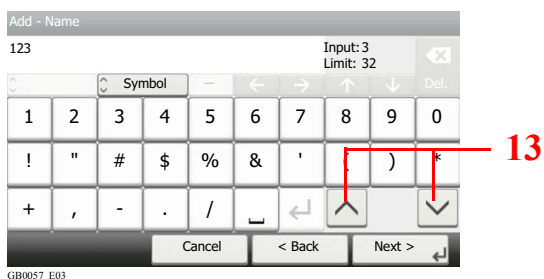 Add - Name
123 Input: 3
Limit: 32
Symbol Del.
1 2 3 4 5 6 7 8 9 0
! " # $ % & ' ( ) *
+ , - . / _
13
Cancel < Back Next >
GB0057_E03